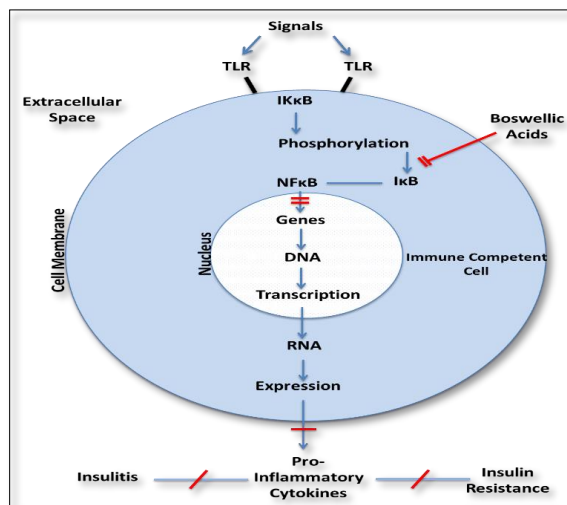 Signals
TLR TLR
Extracellular
Space
IKκB
Boswellic
Acids
Phosphorylation
NFκB
IκB
Cell Membrane
Nucleus
Genes
DNA
Immune Competent
Cell
Transcription
RNA
Expression
Insulitis
Pro-
Inflammatory
Cytokines
Insulin
Resistance